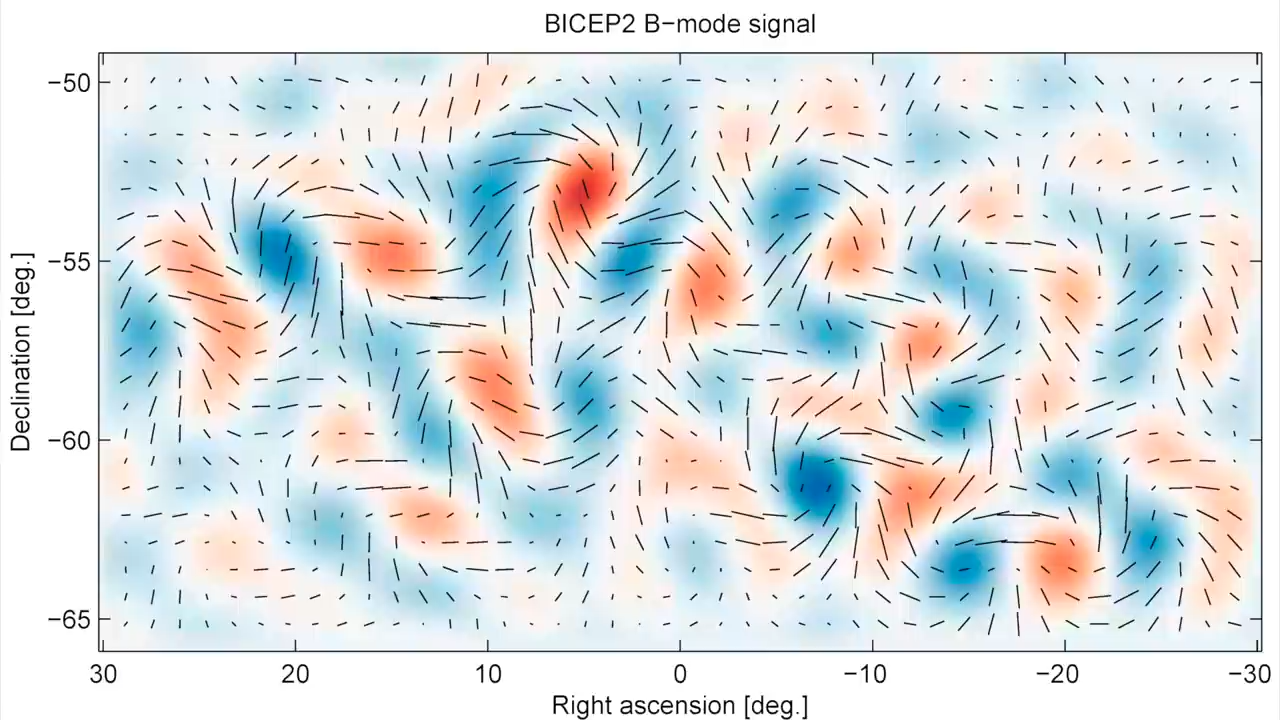 BICEP2 B−mode signal
−50
−55
−60
−65
Declination [deg.]
30 20 10 0 −10 −20 −30
Right ascension [deg.]